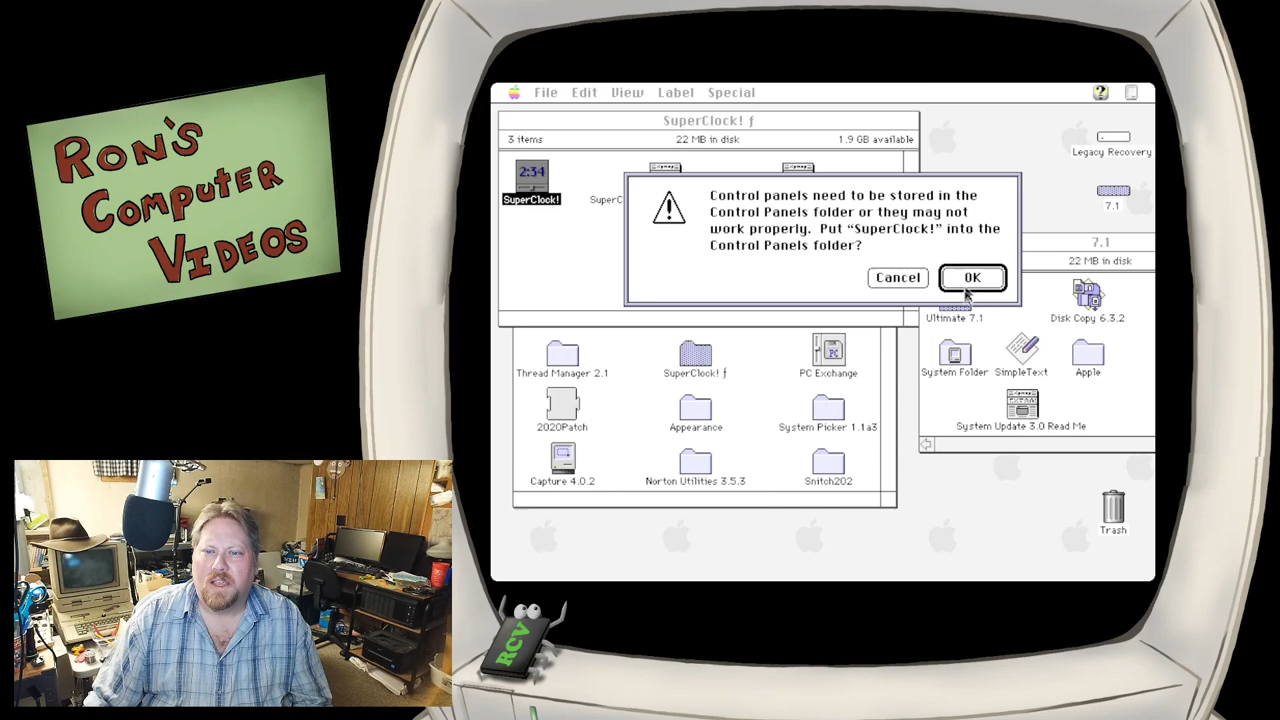 Ron's
Computer
Videos
File Edit View Label Special
SuperClock! ƒ
3 items 22 MB in disk 1.9 GB available
2:34
SuperClock!
SuperC
Control panels need to be stored in the
Control Panels folder or they may not
work properly. Put “SuperClock!” into the
Control Panels folder?
Cancel OK
Legacy Recovery
7.1
7.1
22 MB in disk
Ultimate 7.1 Disk Copy 6.3.2
System Folder SimpleText Apple
System Update 3.0 Read Me
Thread Manager 2.1 SuperClock! ƒ PC Exchange
PC
2020Patch Appearance System Picker 1.1a3
Capture 4.0.2 Norton Utilities 3.5.3 Snitch202
Trash
RCV